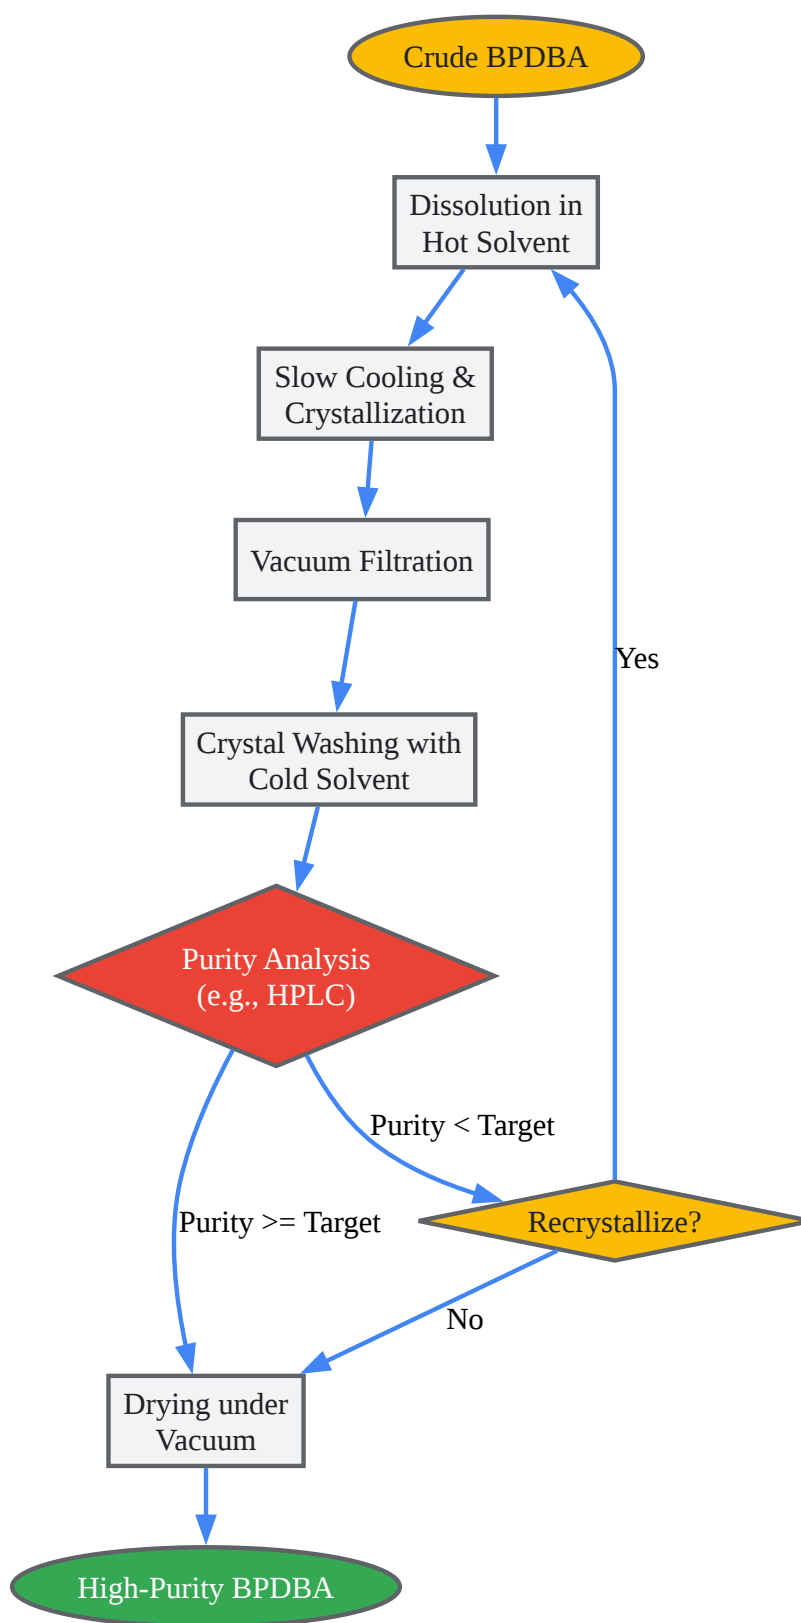 Crude BPDBA
Dissolution in
Hot Solvent
Slow Cooling &
Crystallization
Vacuum Filtration
Yes
Crystal Washing with
Cold Solvent
Purity Analysis
(e.g., HPLC)
Purity < Target
Purity >= Target
Recrystallize?
No
Drying under
Vacuum
High-Purity BPDBA